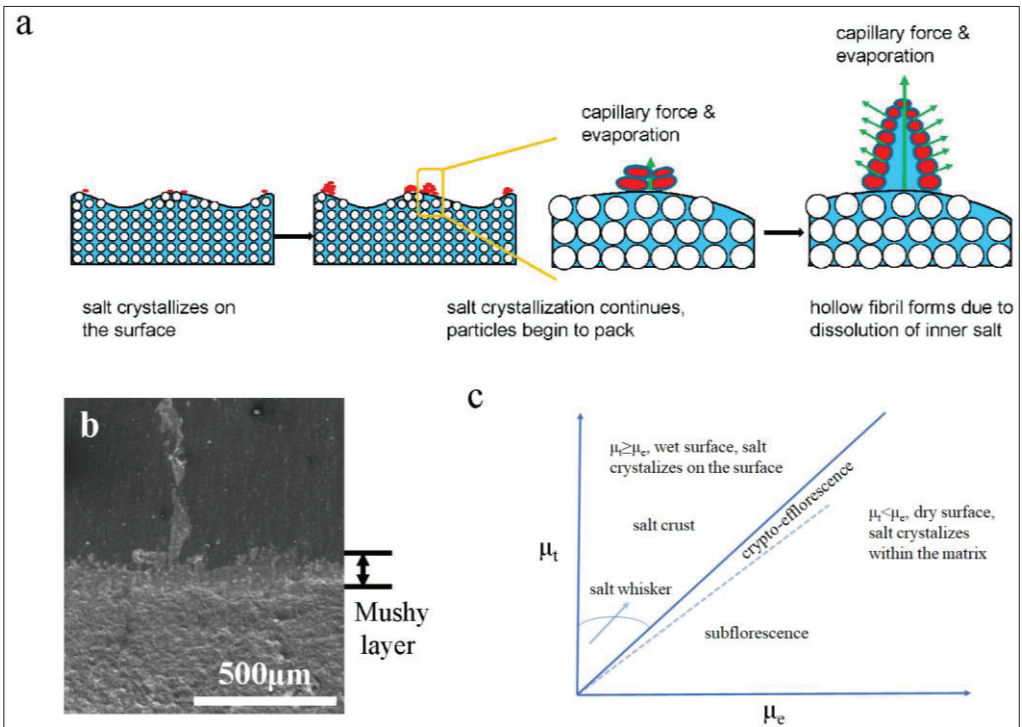 a
capillary force &
evaporation
capillary force &
evaporation
salt crystallizes on
the surface
salt crystallization continues,
particles begin to pack
hollow fibril forms due to
dissolution of inner salt
b
Mushy
layer
500μm
c
μt≥μe, wet surface, salt
crystalizes on the surface
salt crust
crypto-efflorescence
μt<μe, dry surface,
salt crystalizes
within the matrix
μt
salt whisker
subflorescence
μe